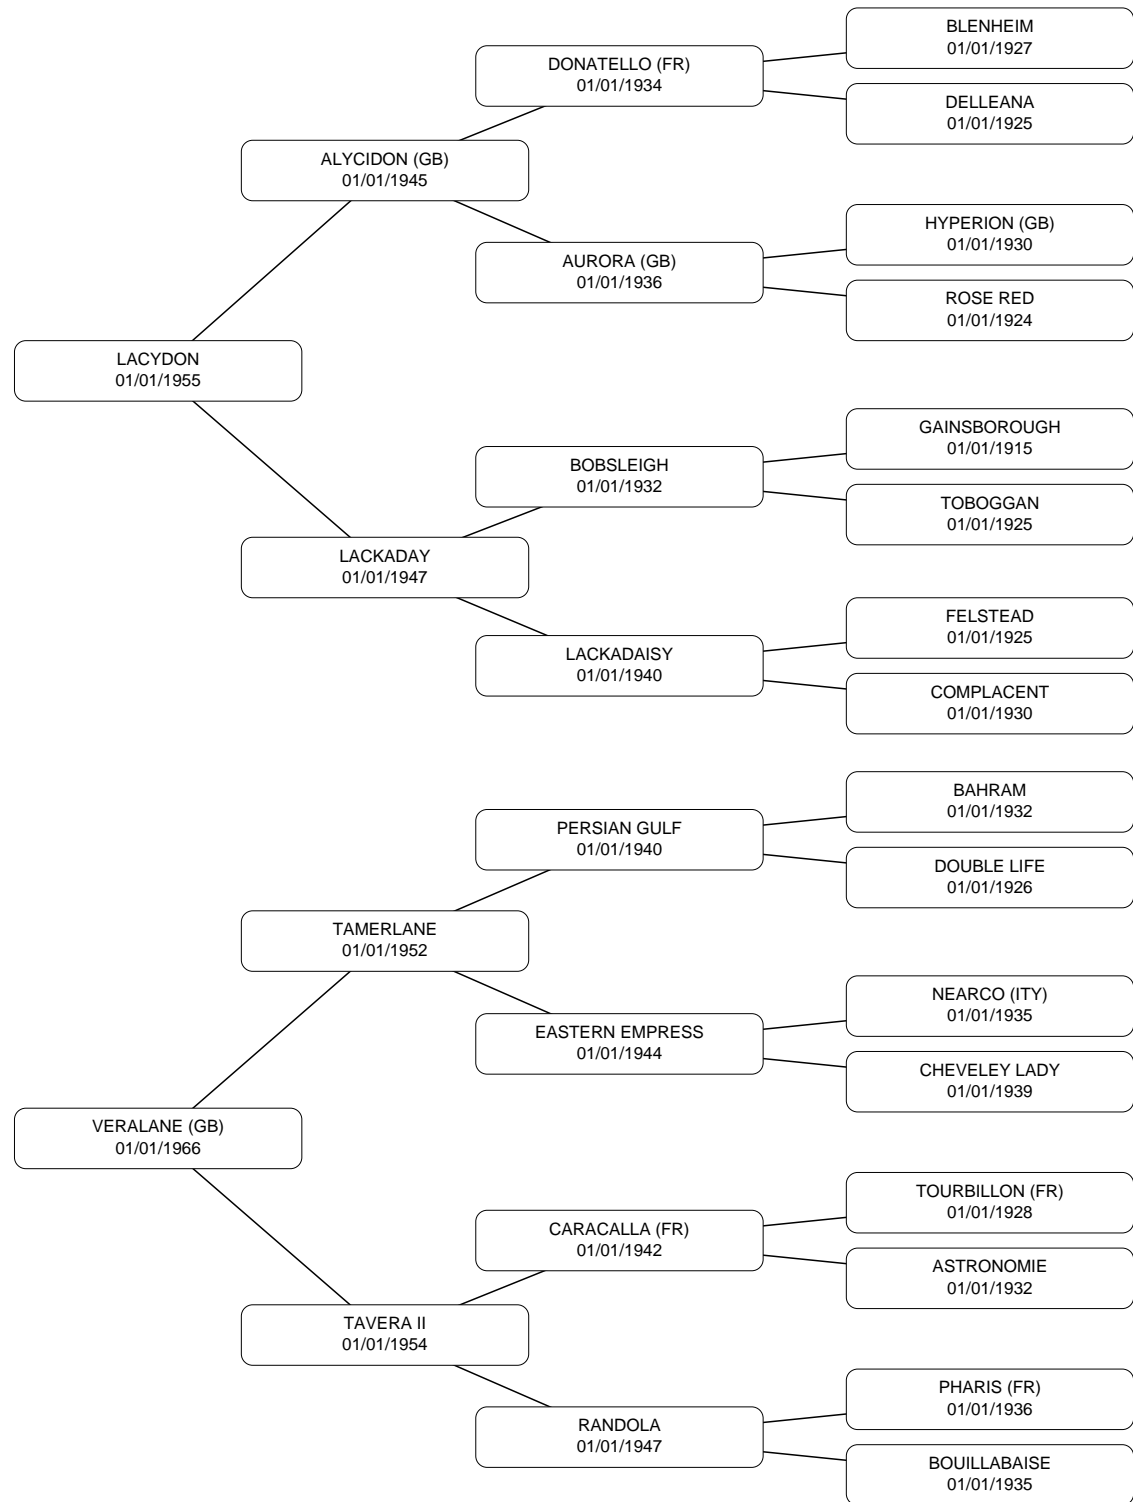 BLENHEIM
01/01/1927
DONATELLO (FR)
01/01/1934
DELLEANA
01/01/1925
ALYCIDON (GB)
01/01/1945
HYPERION (GB)
01/01/1930
AURORA (GB)
01/01/1936
ROSE RED
01/01/1924
LACYDON
01/01/1955
GAINSBOROUGH
01/01/1915
BOBSLEIGH
01/01/1932
TOBOGGAN
01/01/1925
LACKADAY
01/01/1947
FELSTEAD
01/01/1925
LACKADAISY
01/01/1940
COMPLACENT
01/01/1930
BAHRAM
01/01/1932
PERSIAN GULF
01/01/1940
DOUBLE LIFE
01/01/1926
TAMERLANE
01/01/1952
NEARCO (ITY)
01/01/1935
EASTERN EMPRESS
01/01/1944
CHEVELEY LADY
01/01/1939
VERALANE (GB)
01/01/1966
TOURBILLON (FR)
01/01/1928
CARACALLA (FR)
01/01/1942
ASTRONOMIE
01/01/1932
TAVERA II
01/01/1954
PHARIS (FR)
01/01/1936
RANDOLA
01/01/1947
BOUILLABAISE
01/01/1935